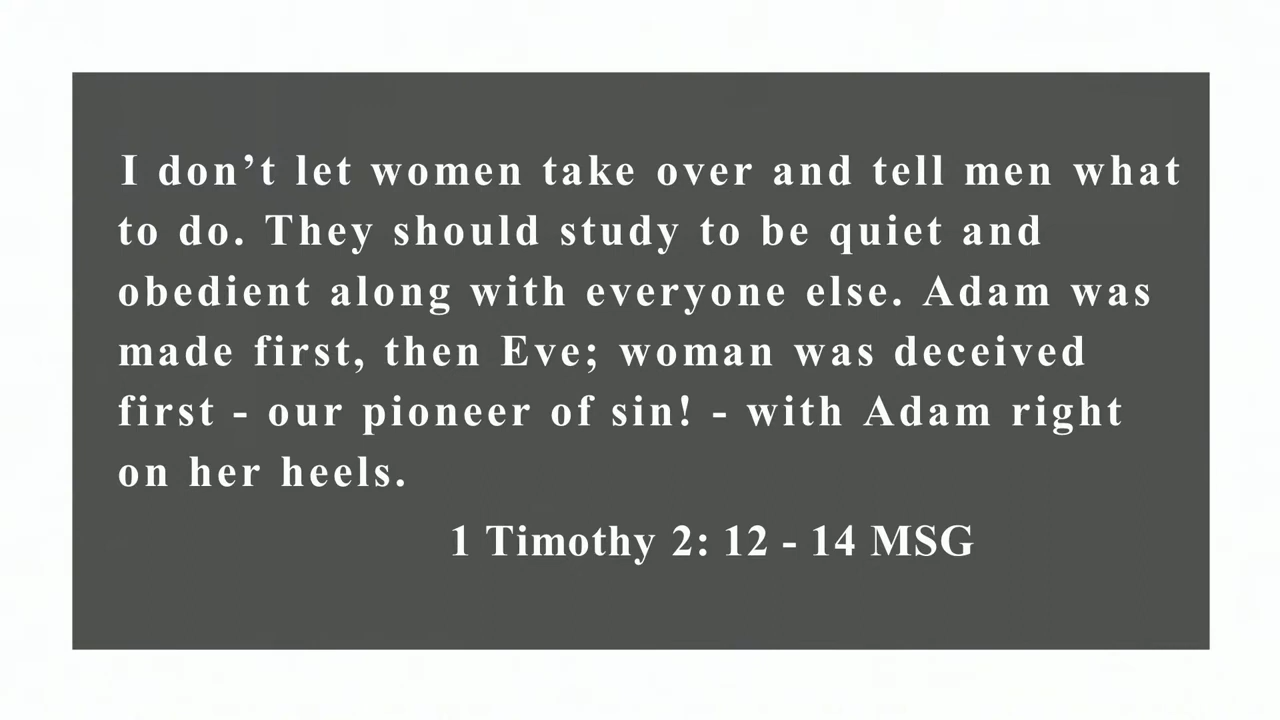 I don’t let women take over and tell men what
to do. They should study to be quiet and
obedient along with everyone else. Adam was
made first, then Eve; woman was deceived
first - our pioneer of sin! - with Adam right
on her heels.
1 Timothy 2: 12 - 14 MSG